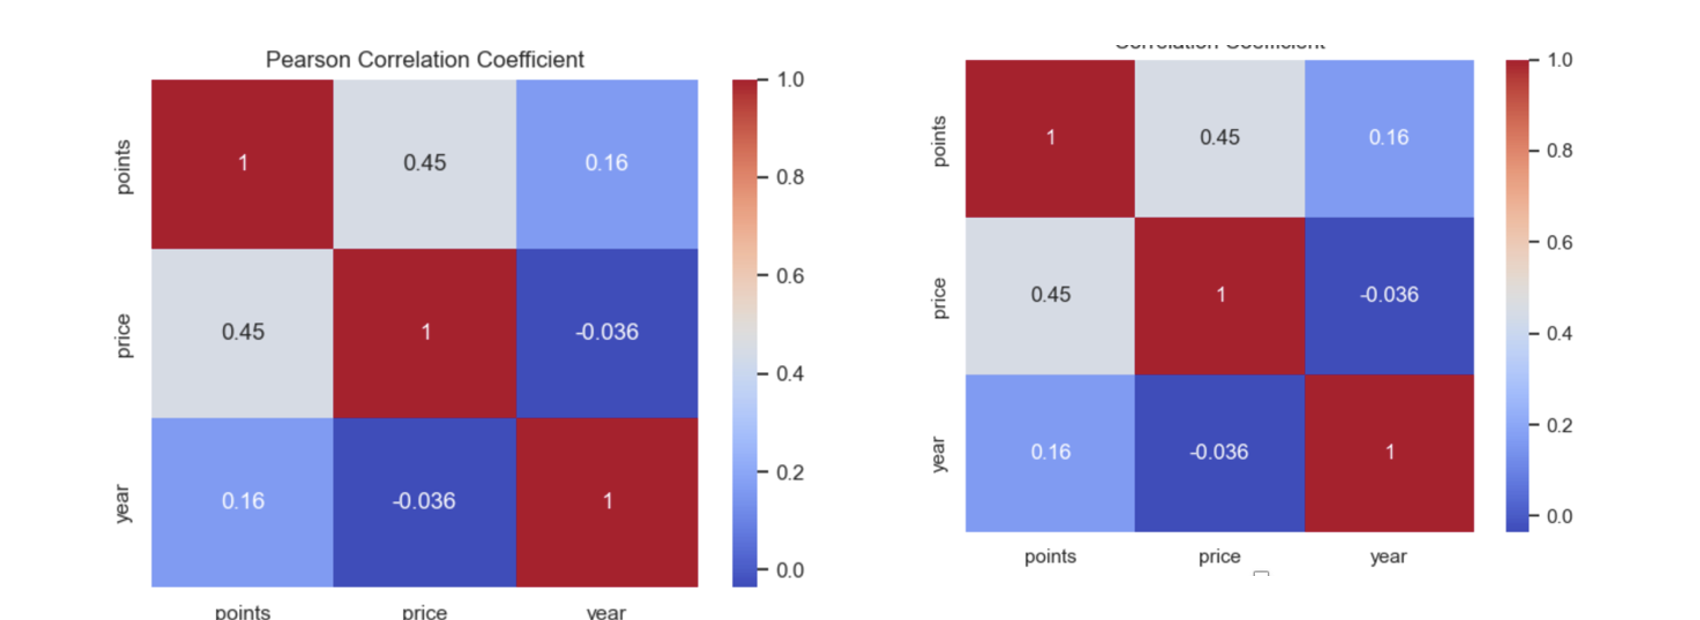 Pearson Correlation Coefficient
1.0
points 1 0.45 0.16
0.8
0.6
price 0.45 1 -0.036
0.4
0.2
year 0.16 -0.036 1
0.0
points price year
Correlation Coefficient
1.0
points 1 0.45 0.16
0.8
0.6
price 0.45 1 -0.036
0.4
0.2
year 0.16 -0.036 1
0.0
points price year